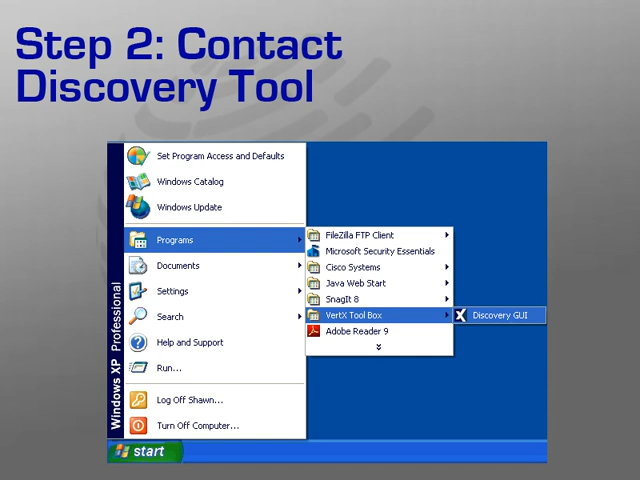 Step 2: Contact
Discovery Tool
Set Program Access and Defaults
Windows Catalog
Windows Update
Programs
Documents
Settings
Search
Help and Support
Run...
Log Off Shawn...
Turn Off Computer...
Windows XP Professional
start
FileZilla FTP Client
Microsoft Security Essentials
Cisco Systems
Java Web Start
SnagIt 8
VertX Tool Box
Adobe Reader 9
Discovery GUI